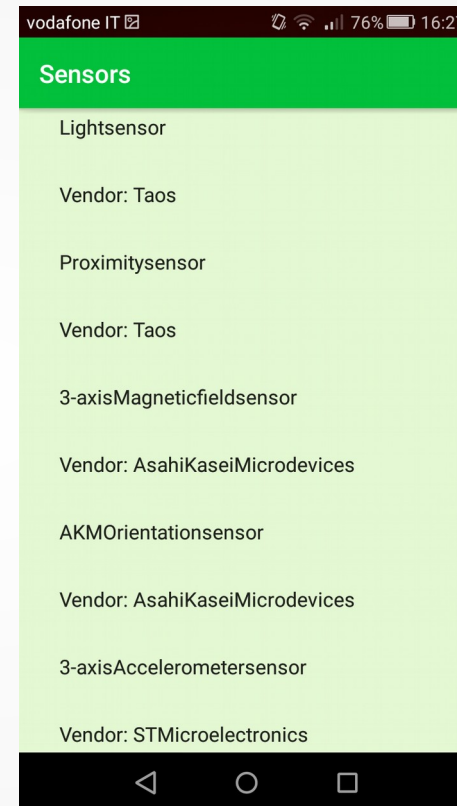 vodafone IT 76% 16:27
Sensors
Lightsensor
Vendor: Taos
Proximitysensor
Vendor: Taos
3-axisMagneticfieldsensor
Vendor: AsahiKaseiMicrodevices
AKMOrientationsensor
Vendor: AsahiKaseiMicrodevices
3-axisAccelerometersensor
Vendor: STMicroelectronics